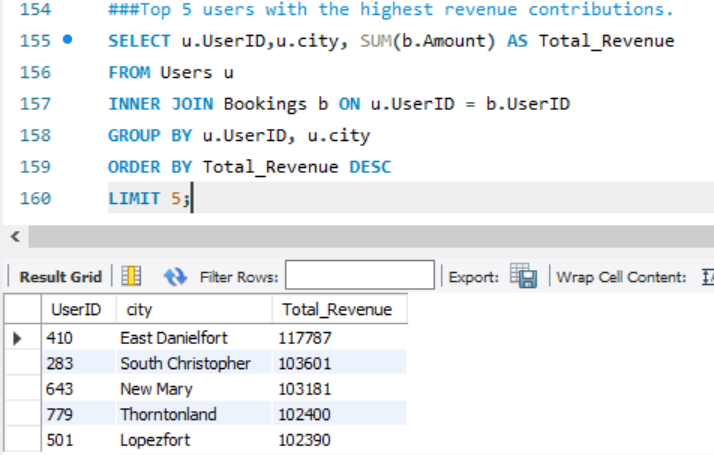 154 ###Top 5 users with the highest revenue contributions.
155 SELECT u.UserID,u.city, SUM(b.Amount) AS Total_Revenue
156 FROM Users u
157 INNER JOIN Bookings b ON u.UserID = b.UserID
158 GROUP BY u.UserID, u.city
159 ORDER BY Total_Revenue DESC
160 LIMIT 5;
Result Grid Filter Rows: Export: Wrap Cell Content:
UserID city Total_Revenue
410 East Danielfort 117787
283 South Christopher 103601
643 New Mary 103181
779 Thorntonland 102400
501 Lopezfort 102390